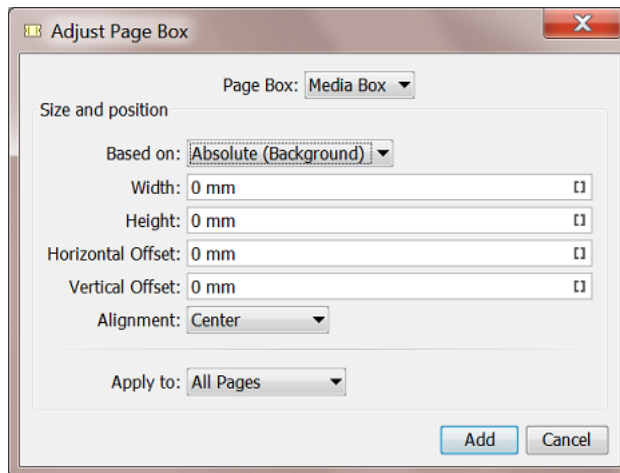 Adjust Page Box
Page Box: Media Box
Size and position
Based on: Absolute (Background)
Width: 0 mm
Height: 0 mm
Horizontal Offset: 0 mm
Vertical Offset: 0 mm
Alignment: Center
Apply to: All Pages
Add Cancel